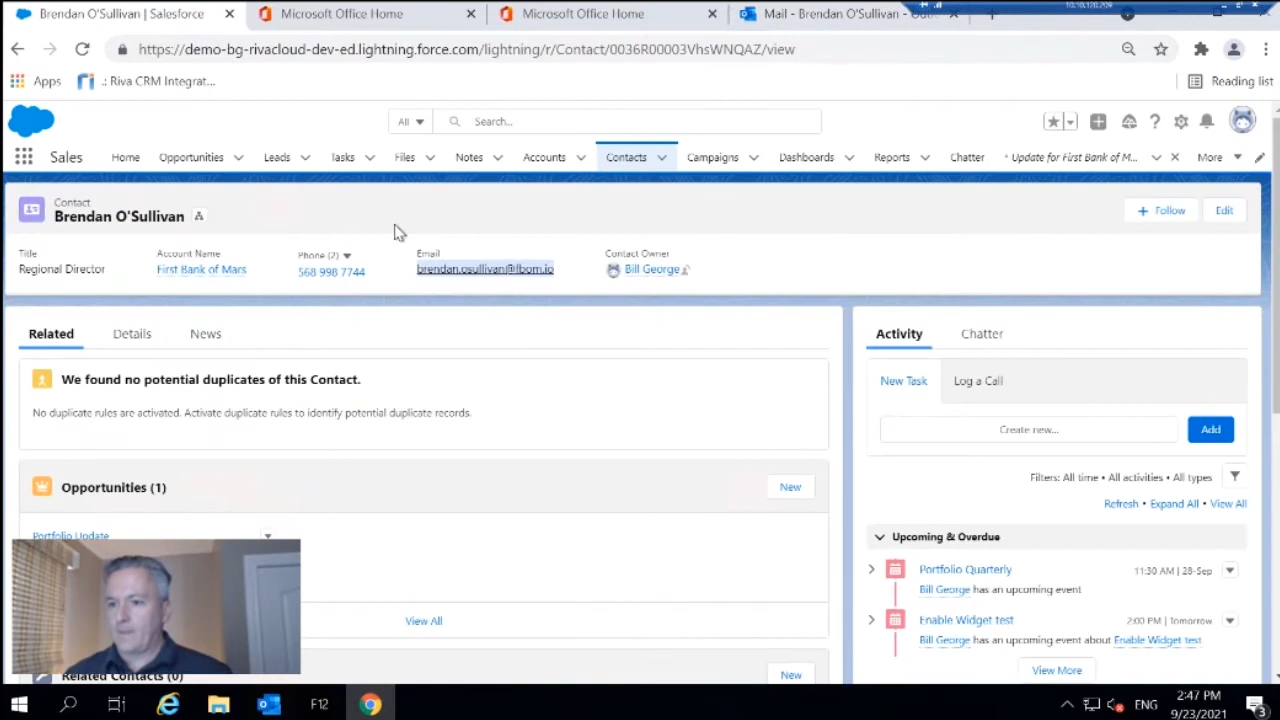 10.10.128.209
Brendan O'Sullivan | Salesforce
Microsoft Office Home
Microsoft Office Home
Mail - Brendan O'Sullivan - Out
https://demo-bg-rivacloud-dev-ed.lightning.force.com/lightning/r/Contact/0036R00003VhsWNQAZ/view
Apps
.: Riva CRM Integrat...
Reading list
All
Search...
Sales
Home
Opportunities
Leads
Tasks
Files
Notes
Accounts
Contacts
Campaigns
Dashboards
Reports
Chatter
* Update for First Bank of M...
More
Contact
Brendan O'Sullivan
+ Follow
Edit
Title
Account Name
Phone (2)
Email
Contact Owner
Regional Director
First Bank of Mars
568 998 7744
brendan.osullivan@fbom.io
Bill George
Related
Details
News
Activity
Chatter
We found no potential duplicates of this Contact.
No duplicate rules are activated. Activate duplicate rules to identify potential duplicate records.
New Task
Log a Call
Create new...
Add
Filters: All time • All activities • All types
Refresh • Expand All • View All
Opportunities (1)
New
Portfolio Update
View All
Upcoming & Overdue
Portfolio Quarterly
11:30 AM | 28-Sep
Bill George has an upcoming event
Enable Widget test
2:00 PM | Tomorrow
Bill George has an upcoming event about Enable Widget test
View More
Related Contacts (0)
New
F12
ENG
2:47 PM
9/23/2021
3